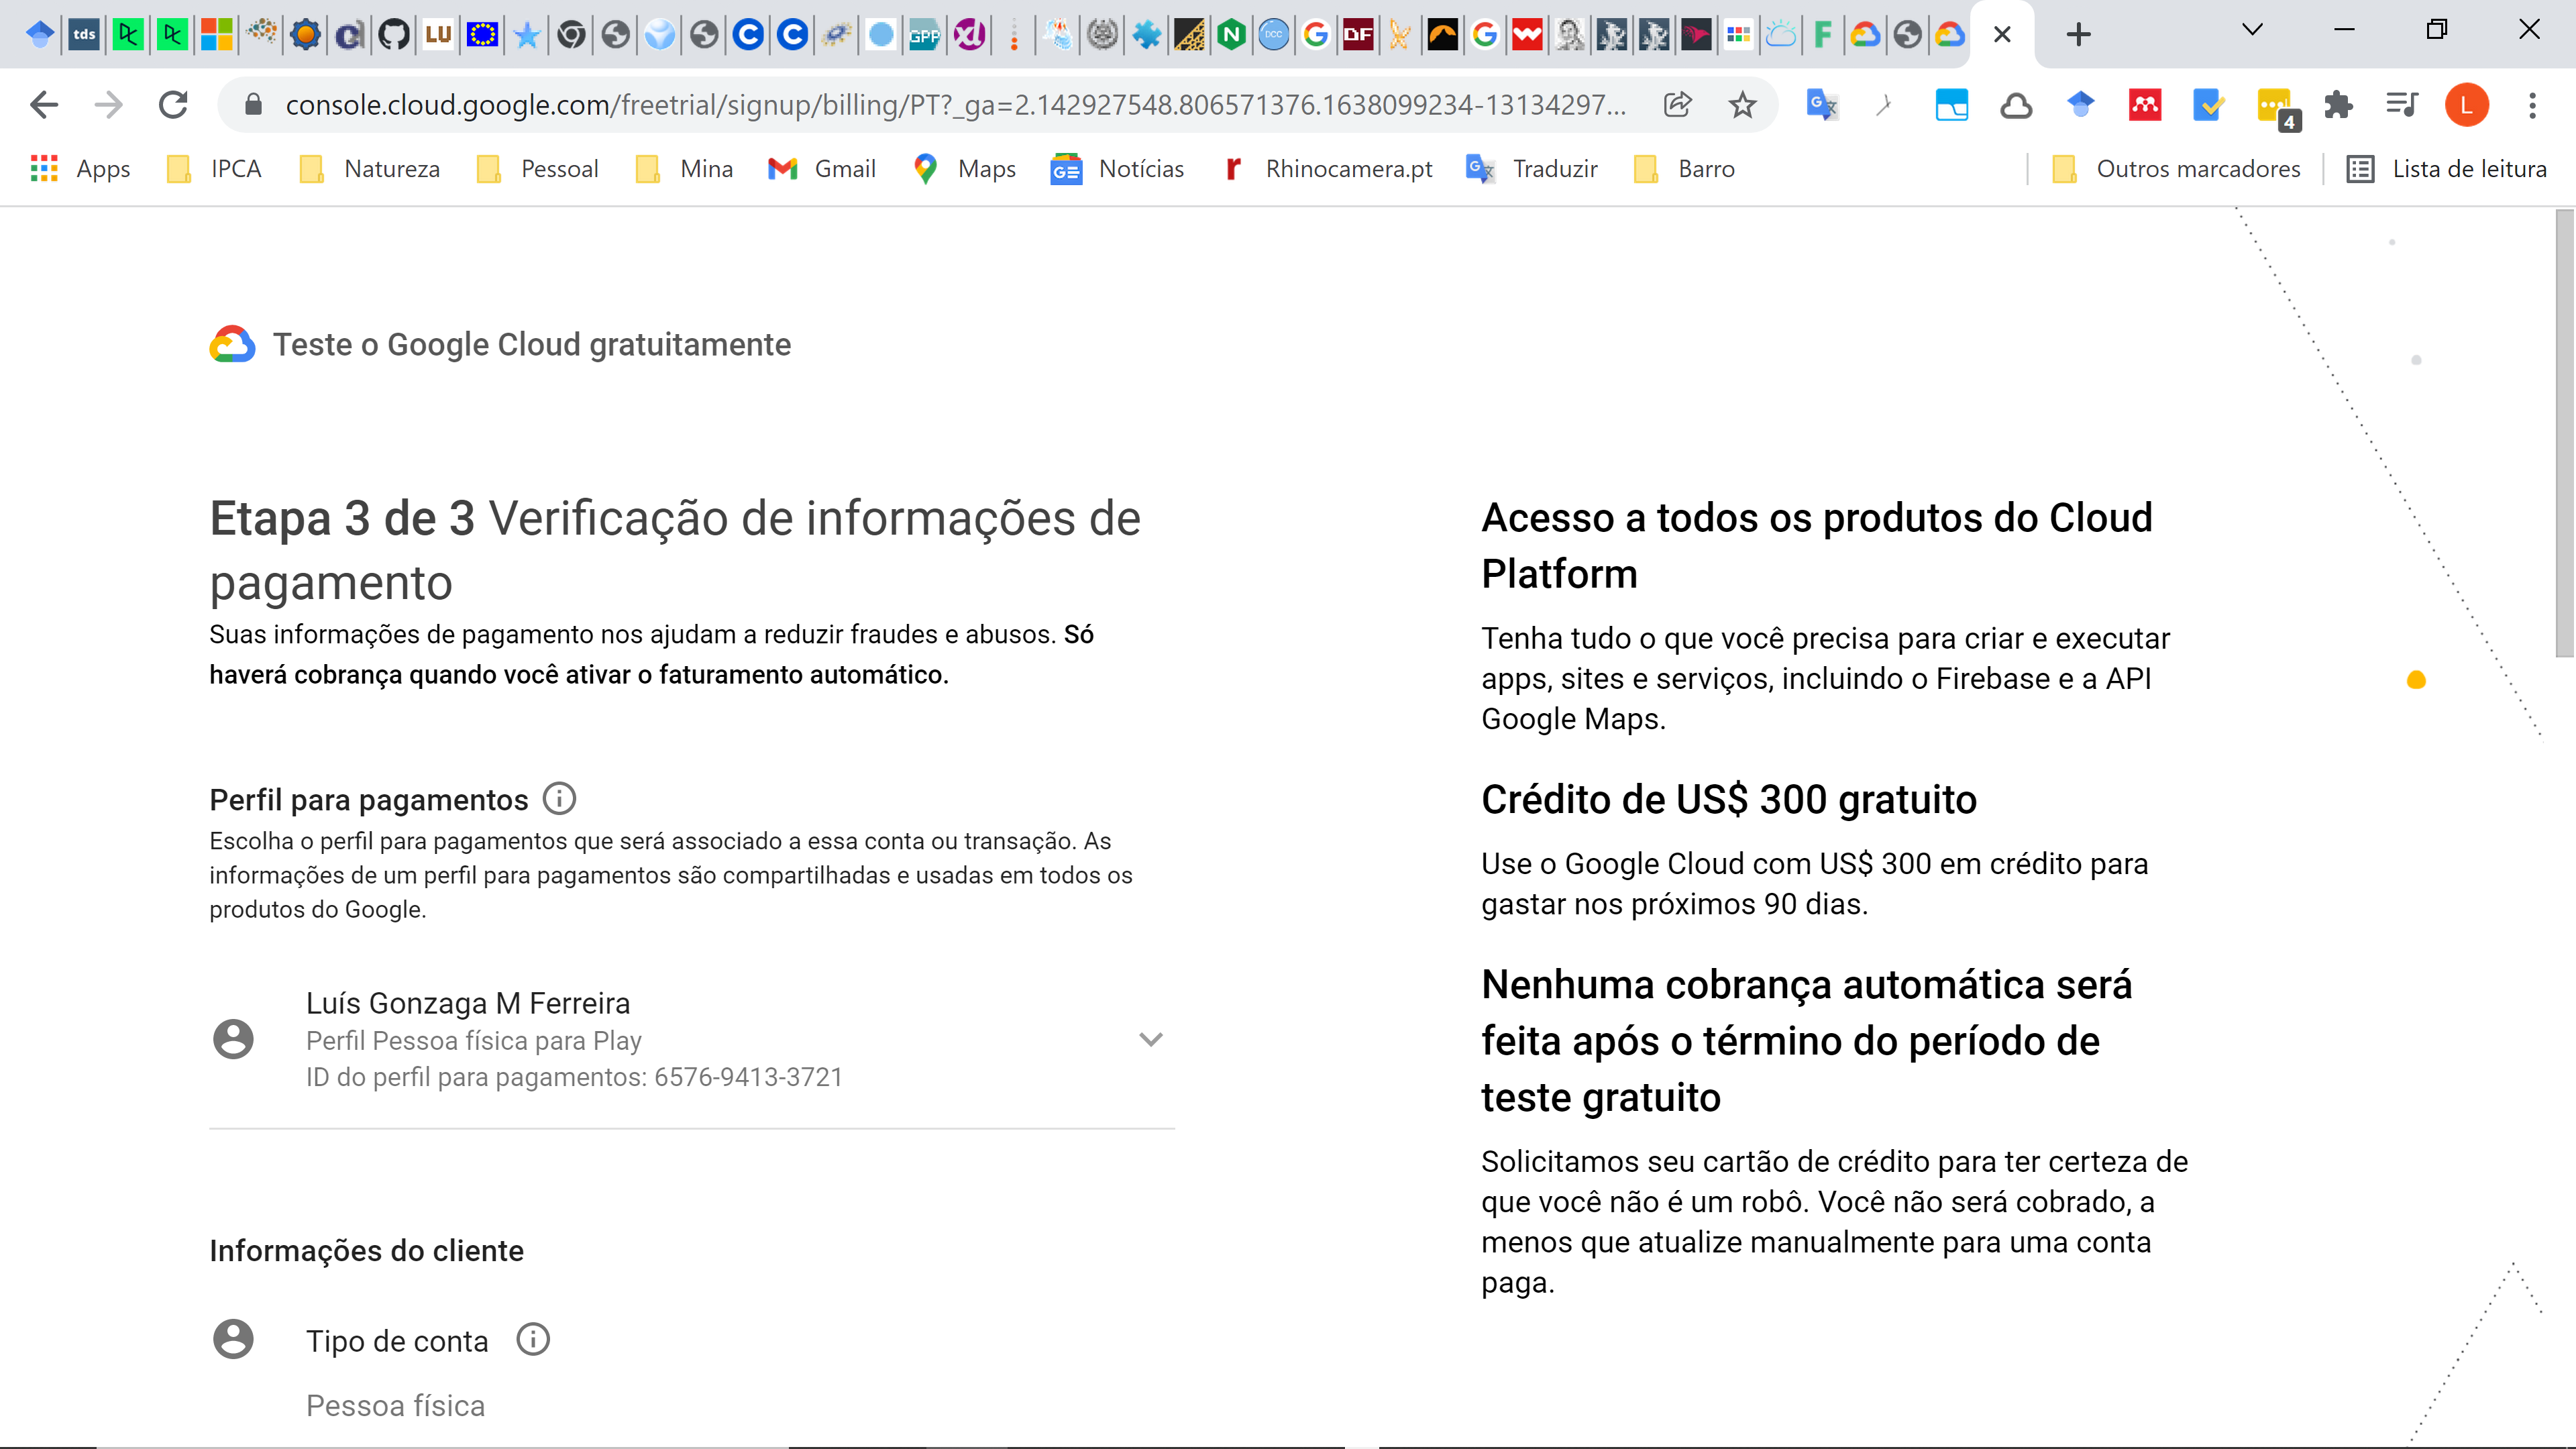 tds
LU
GPP
N
DCC
DF
F
console.cloud.google.com/freetrial/signup/billing/PT?_ga=2.142927548.806571376.1638099234-13134297...
4
L
Apps
IPCA
Natureza
Pessoal
Mina
Gmail
Maps
Notícias
Rhinocamera.pt
Traduzir
Barro
Outros marcadores
Lista de leitura
Teste o Google Cloud gratuitamente
Etapa 3 de 3 Verificação de informações de
pagamento
Suas informações de pagamento nos ajudam a reduzir fraudes e abusos. Só
haverá cobrança quando você ativar o faturamento automático.
Perfil para pagamentos
Escolha o perfil para pagamentos que será associado a essa conta ou transação. As
informações de um perfil para pagamentos são compartilhadas e usadas em todos os
produtos do Google.
Luís Gonzaga M Ferreira
Perfil Pessoa física para Play
ID do perfil para pagamentos: 6576-9413-3721
Informações do cliente
Tipo de conta
Pessoa física
Acesso a todos os produtos do Cloud
Platform
Tenha tudo o que você precisa para criar e executar
apps, sites e serviços, incluindo o Firebase e a API
Google Maps.
Crédito de US$ 300 gratuito
Use o Google Cloud com US$ 300 em crédito para
gastar nos próximos 90 dias.
Nenhuma cobrança automática será
feita após o término do período de
teste gratuito
Solicitamos seu cartão de crédito para ter certeza de
que você não é um robô. Você não será cobrado, a
menos que atualize manualmente para uma conta
paga.